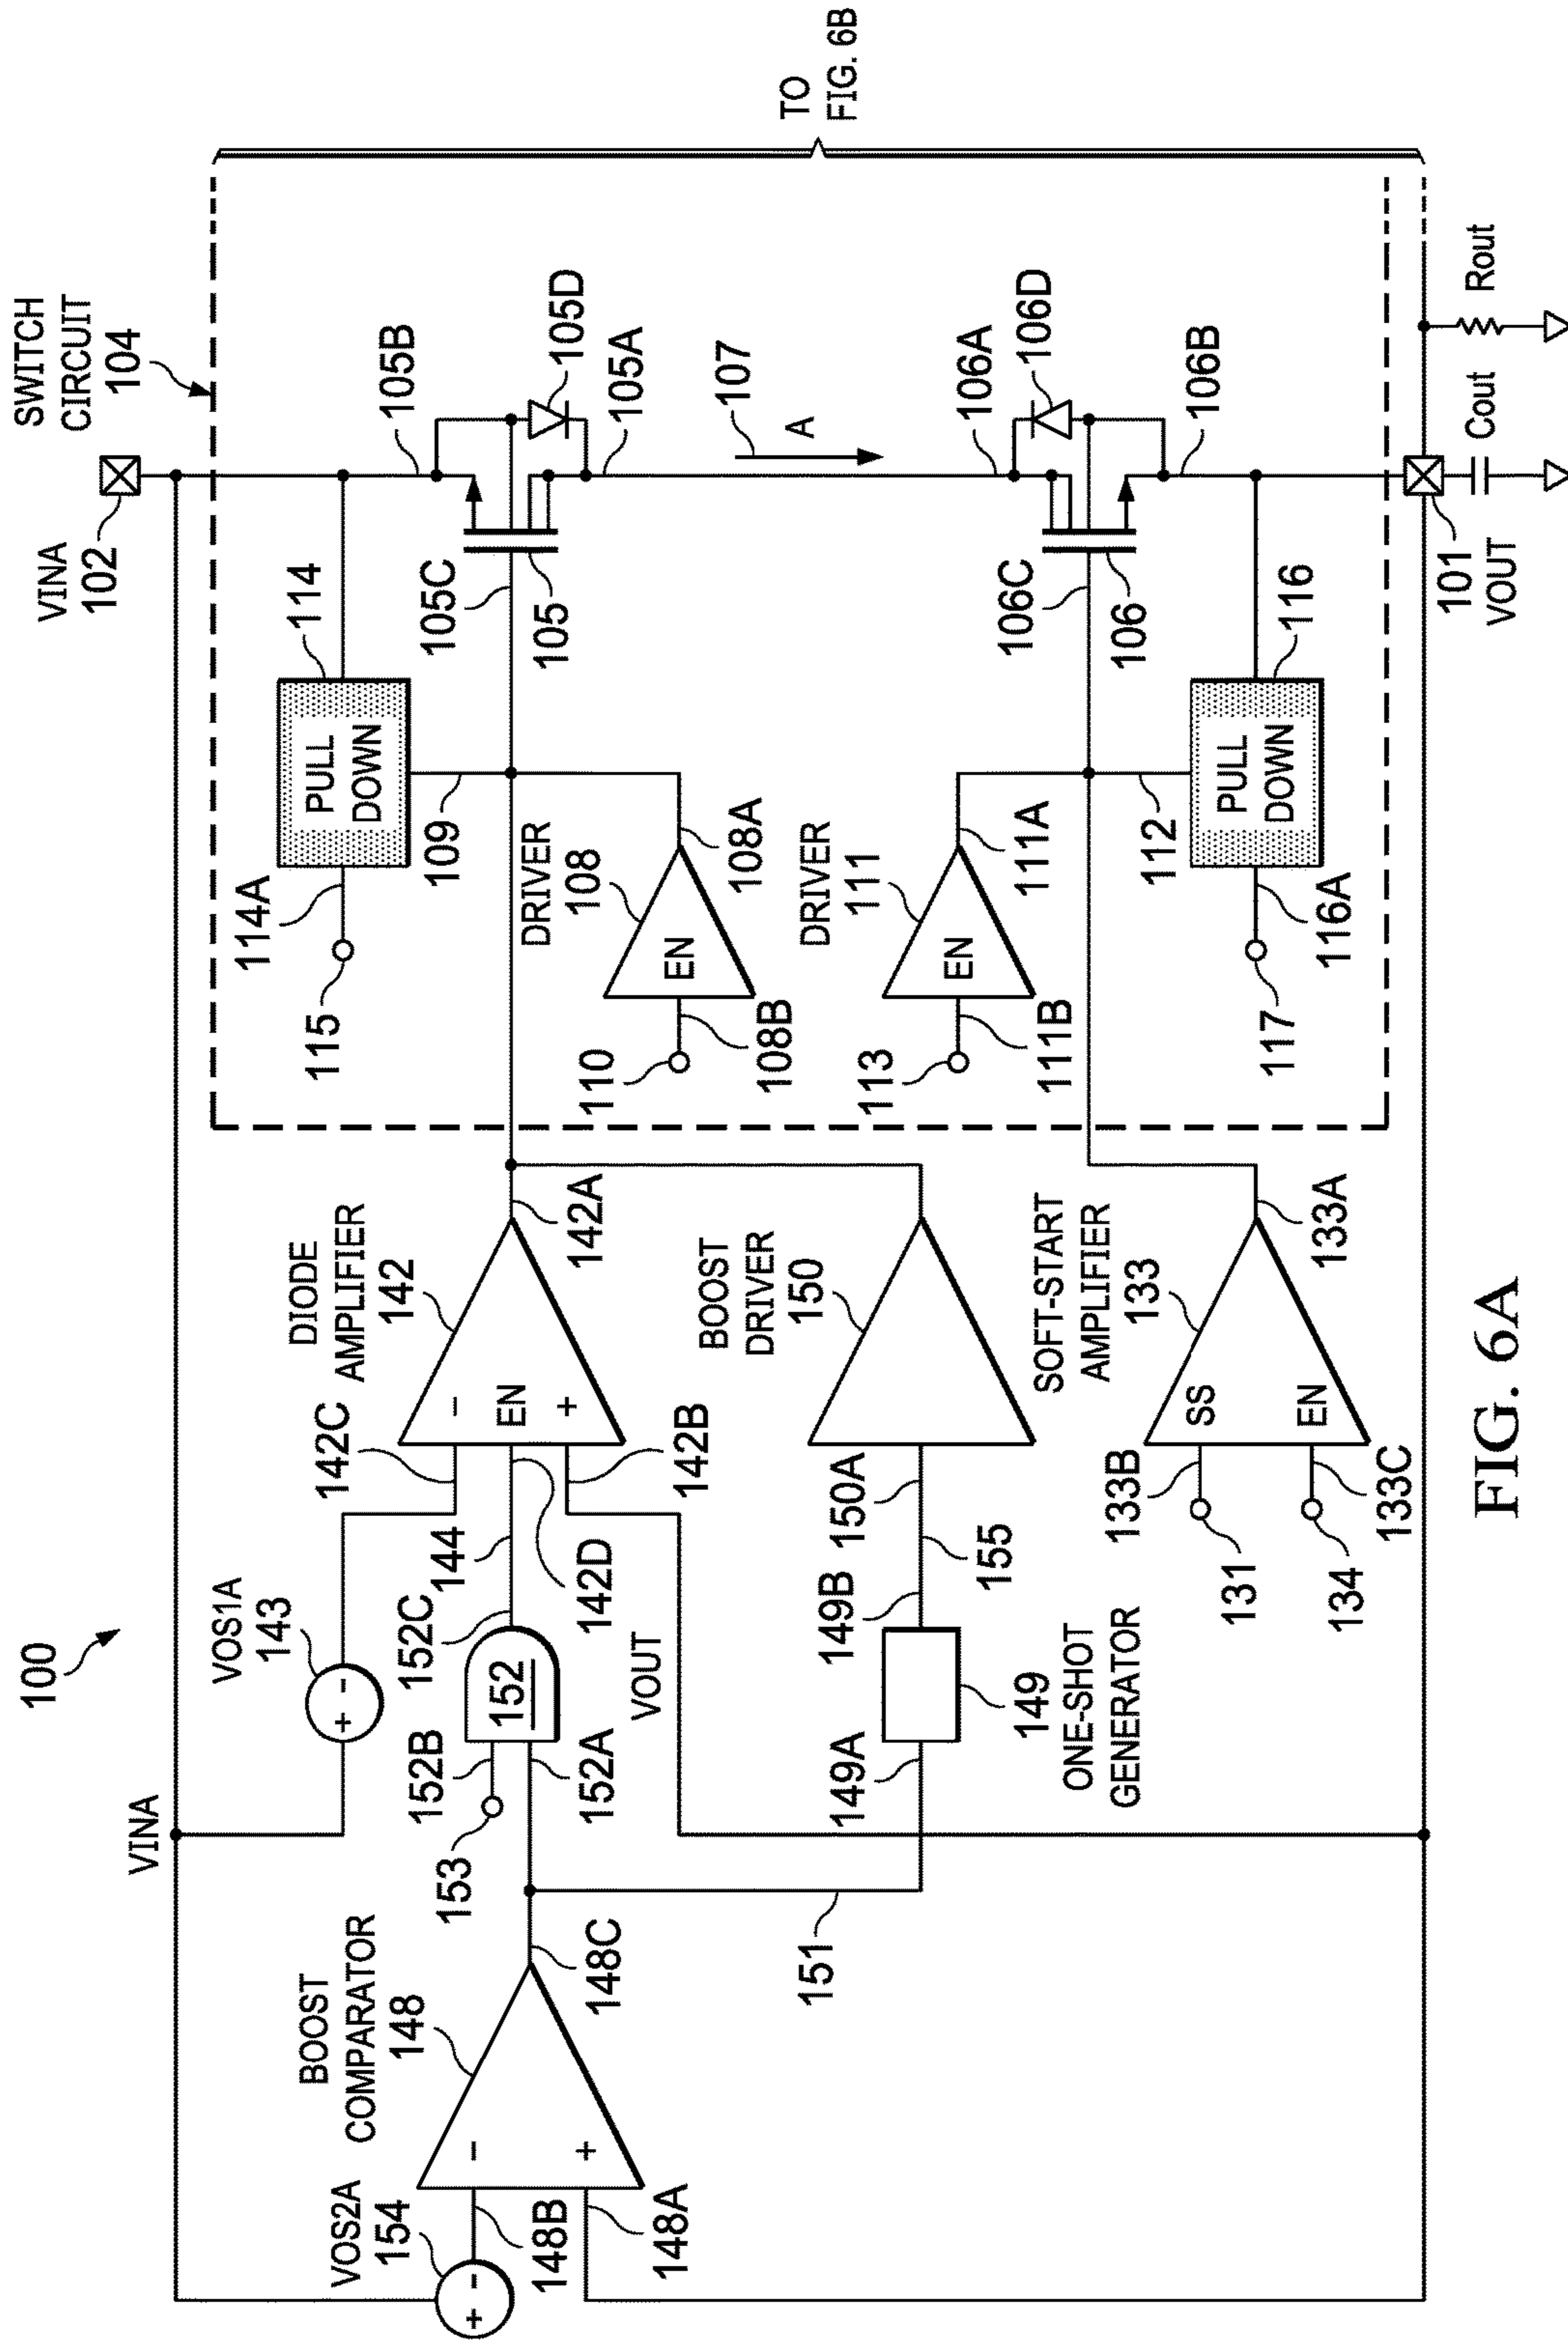 SWITCH
CIRCUIT
104
VINA
102
114
105B
105D
105A
105C
105
PULL
DOWN
114A
115
109
DRIVER
108
108A
EN
108B
110
107
A
106A
106D
106B
106C
106
DRIVER
111
111A
EN
111B
113
112
PULL
DOWN
116
116A
117
101
VOUT
Cout
Rout
TO
FIG. 6B
100
VINA
VOS1A
143
DIODE
AMPLIFIER
142
142C
-
EN
+
142A
142B
142D
144
152C
152
152B
152A
153
VOUT
+ -
BOOST
COMPARATOR
148
148C
-
+
148B
148A
VOS2A
154
+ -
151
149A
149B
149
ONE-SHOT
GENERATOR
155
150A
BOOST
DRIVER
150
SOFT-START
AMPLIFIER
133
133A
SS
EN
133B
133C
131
134
FIG. 6A